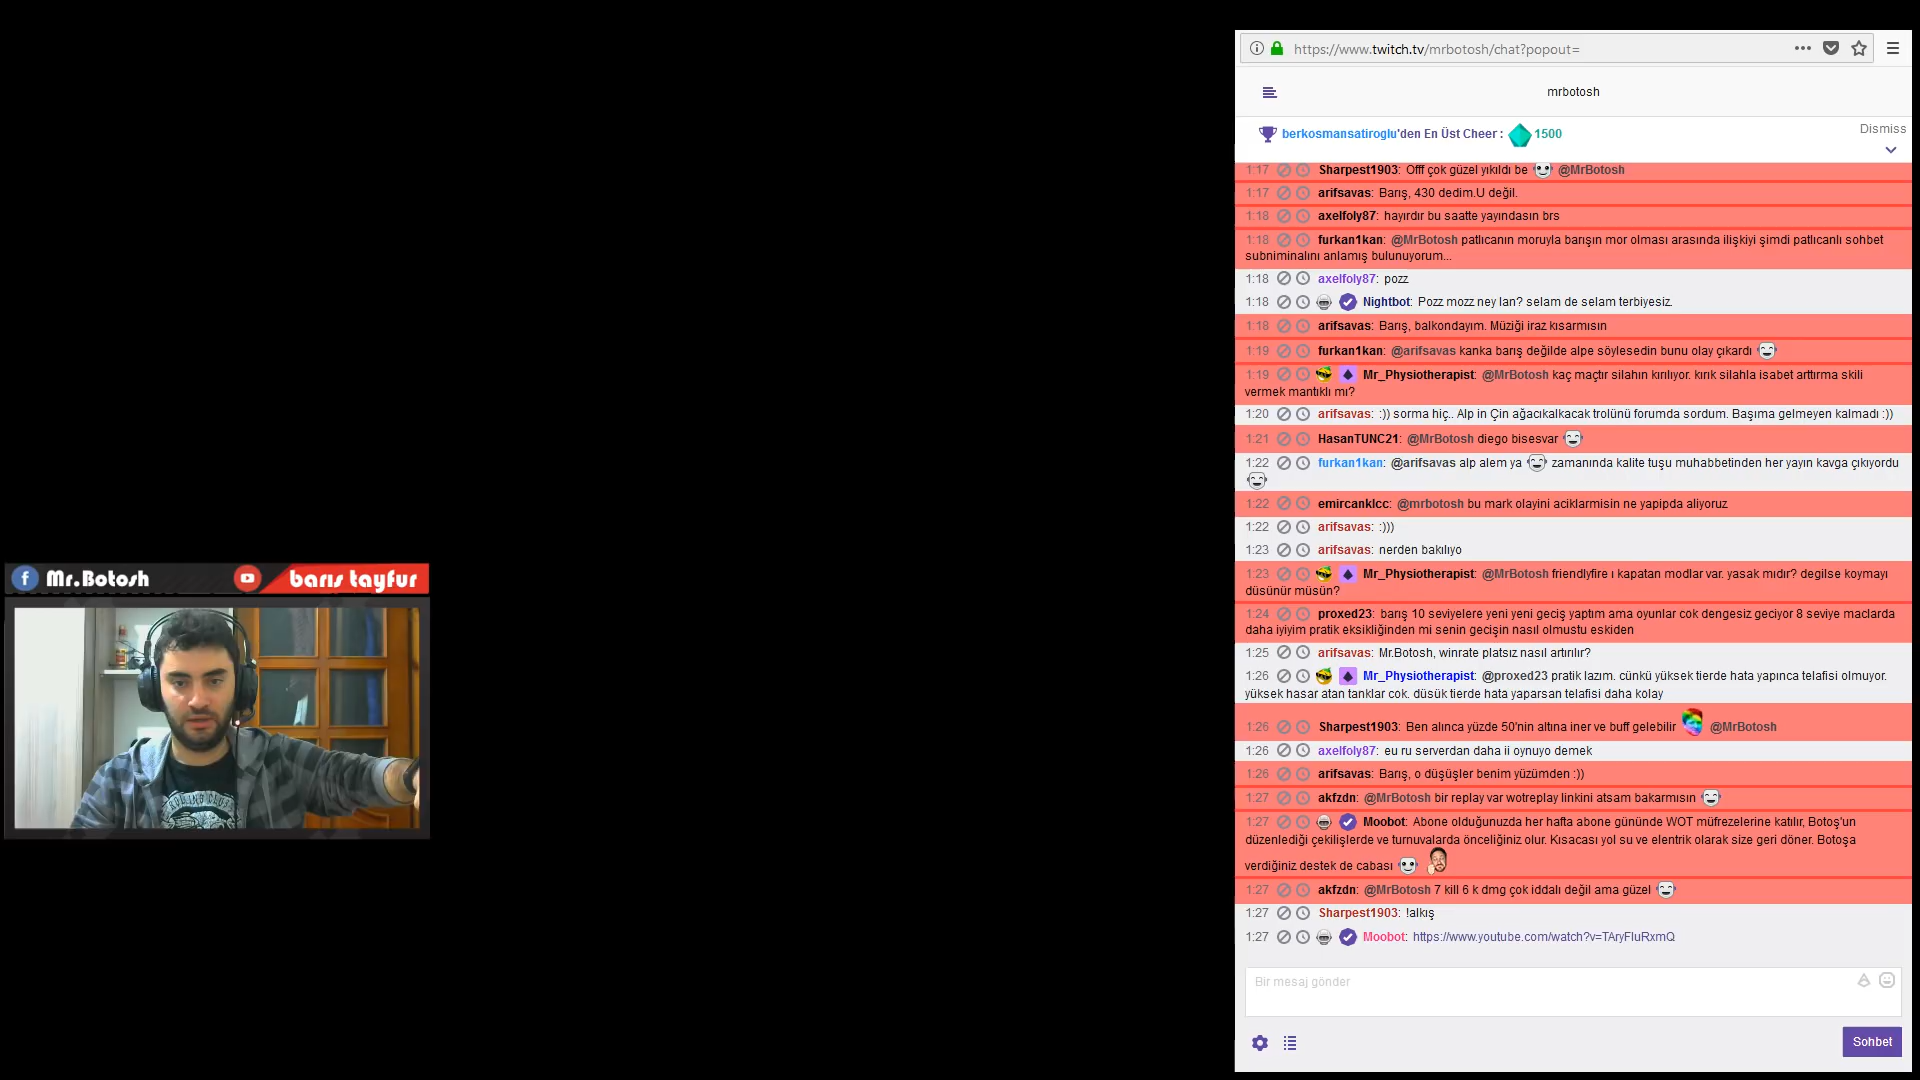 https://www.twitch.tv/mrbotosh/chat?popout=
mrbotosh
berkosmansatiroglu'den En Üst Cheer : 1500
Dismiss
1:17 Sharpest1903: Offf çok güzel yıkıldı be @MrBotosh
1:17 arifsavas: Barış, 430 dedim.U değil.
1:18 axelfoly87: hayırdır bu saatte yayındasın brs
1:18 furkan1kan: @MrBotosh patlıcanın moruyla barışın mor olması arasında ilişkiyi şimdi patlıcanlı sohbet
subniminalını anlamış bulunuyorum...
1:18 axelfoly87: pozz
1:18 Nightbot: Pozz mozz ney lan? selam de selam terbiyesiz.
1:18 arifsavas: Barış, balkondayım. Müziği iraz kısarmısın
1:19 furkan1kan: @arifsavas kanka barış değilde alpe söylesedin bunu olay çıkardı
1:19 Mr_Physiotherapist: @MrBotosh kaç maçtır silahın kırılıyor. kırık silahla isabet arttırma skili
vermek mantıklı mı?
1:20 arifsavas: :)) sorma hiç.. Alp in Çin ağacıkalkacak trolünü forumda sordum. Başıma gelmeyen kalmadı :))
1:21 HasanTUNC21: @MrBotosh diego bisesvar
1:22 furkan1kan: @arifsavas alp alem ya zamanında kalite tuşu muhabbetinden her yayın kavga çıkıyordu
1:22 emircanklcc: @mrbotosh bu mark olayini aciklarmisin ne yapipda aliyoruz
1:22 arifsavas: :)))
1:23 arifsavas: nerden bakılıyo
1:23 Mr_Physiotherapist: @MrBotosh friendlyfire ı kapatan modlar var. yasak mıdır? degilse koymayı
düsünür müsün?
1:24 proxed23: barış 10 seviyelere yeni yeni geciş yaptım ama oyunlar cok dengesiz geciyor 8 seviye maclarda
daha iyiyim pratik eksikliğinden mi senin gecişin nasıl olmustu eskiden
1:25 arifsavas: Mr.Botosh, winrate platsız nasıl artırılır?
1:26 Mr_Physiotherapist: @proxed23 pratik lazım. cünkü yüksek tierde hata yapınca telafisi olmuyor.
yüksek hasar atan tanklar cok. düsük tierde hata yaparsan telafisi daha kolay
1:26 Sharpest1903: Ben alınca yüzde 50'nin altına iner ve buff gelebilir @MrBotosh
1:26 axelfoly87: eu ru serverdan daha ii oynuyo demek
1:26 arifsavas: Barış, o düşüşler benim yüzümden :))
1:27 akfzdn: @MrBotosh bir replay var wotreplay linkini atsam bakarmısın
1:27 Moobot: Abone olduğunuzda her hafta abone gününde WOT müfrezelerine katılır, Botoş'un
düzenlediği çekilişlerde ve turnuvalarda önceliğiniz olur. Kısacası yol su ve elentrik olarak size geri döner. Botoşa
verdiğiniz destek de cabası
1:27 akfzdn: @MrBotosh 7 kill 6 k dmg çok iddalı değil ama güzel
1:27 Sharpest1903: !alkış
1:27 Moobot: https://www.youtube.com/watch?v=TAryFIuRxmQ
Bir mesaj gönder
Sohbet
Mr.Botosh
barış tayfur